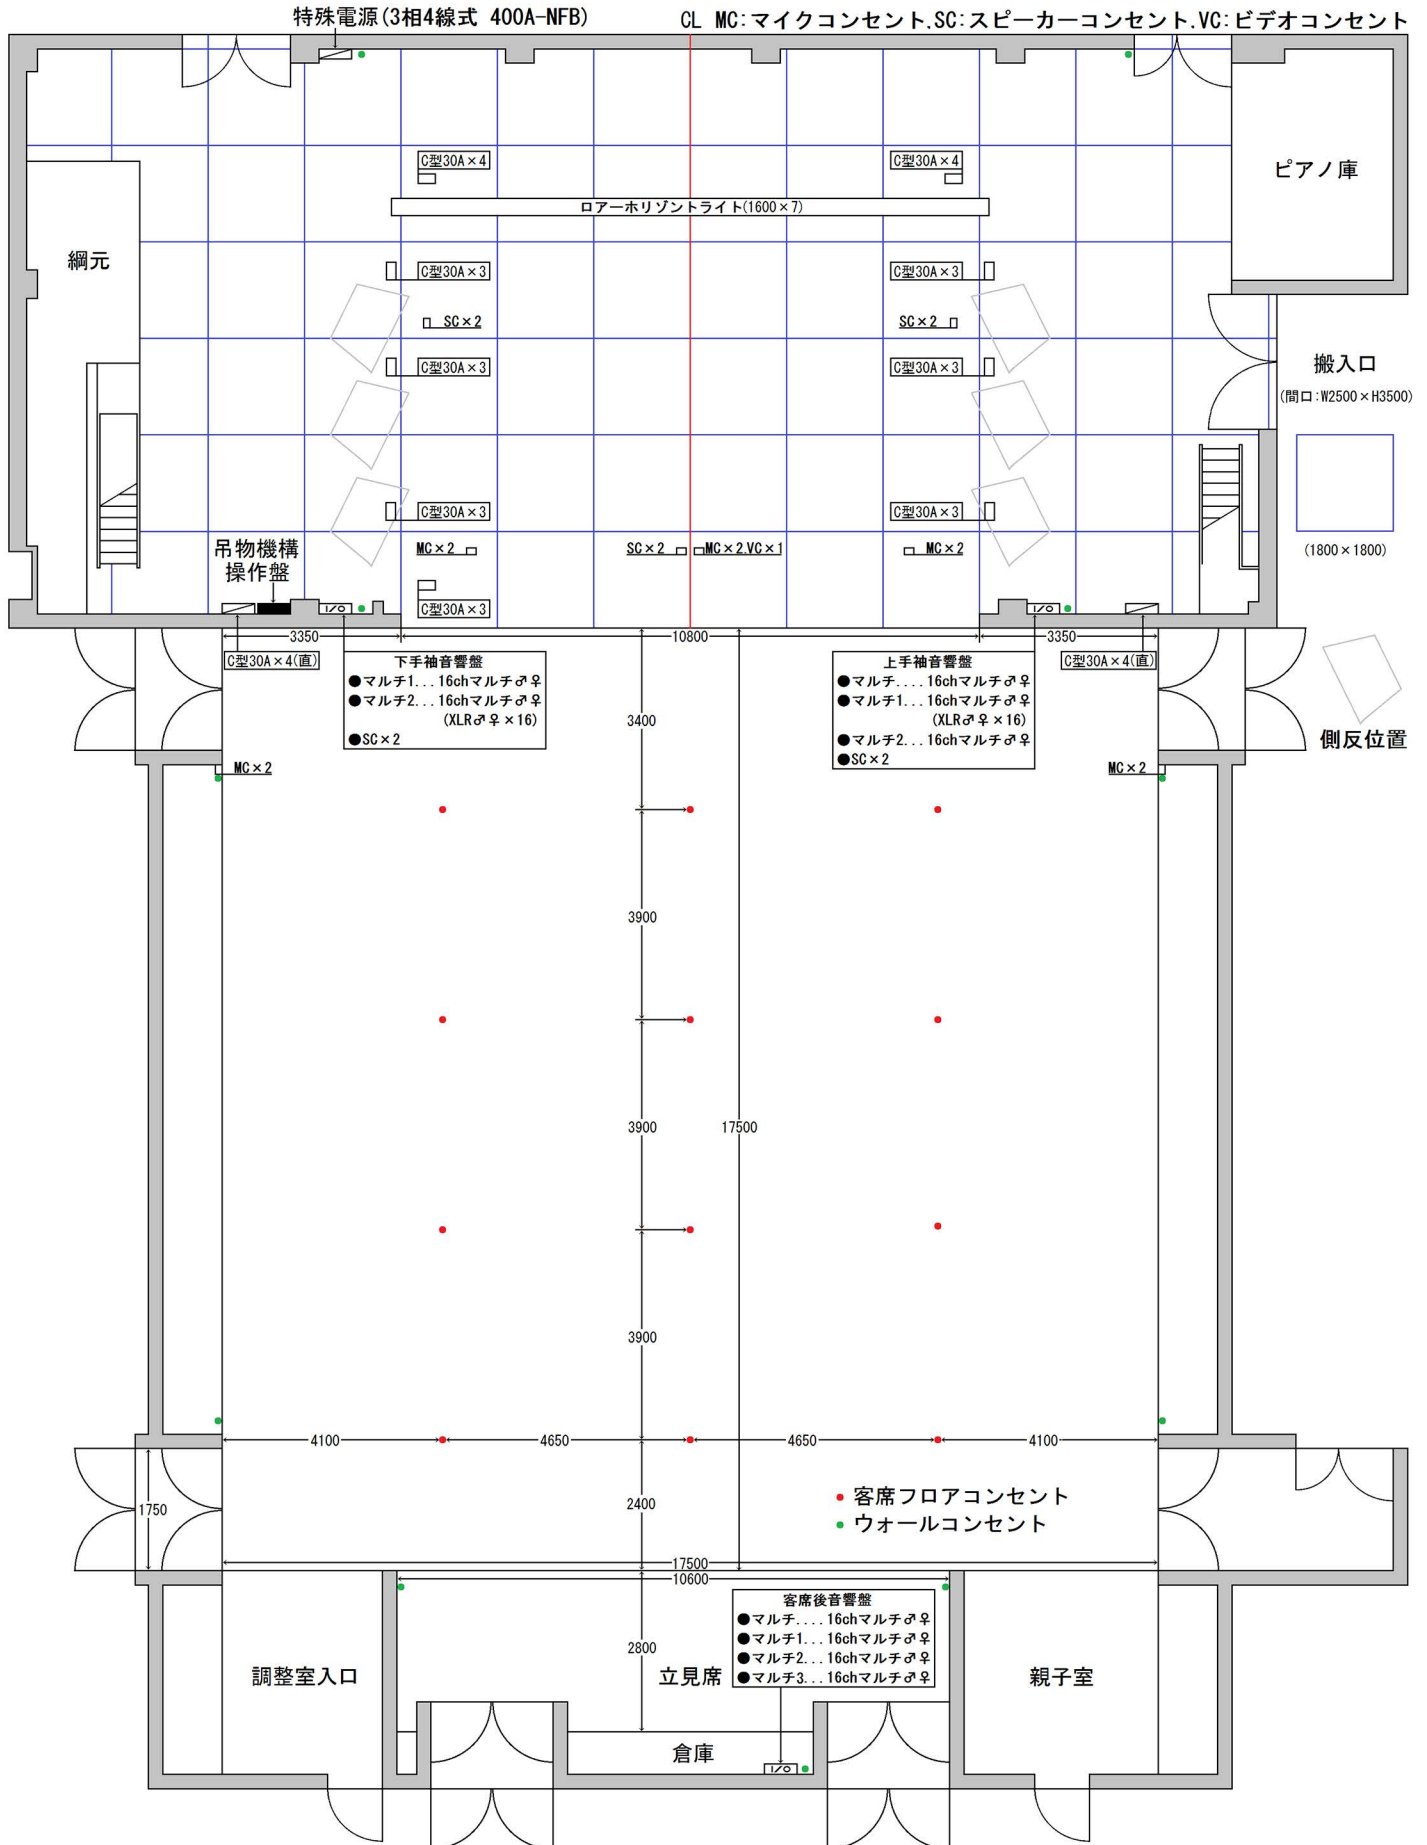 特殊電源(3相4線式 400A-NFB)
CL MC:マイクコンセント.SC:スピーカーコンセント.VC:ビデオコンセント
C型30A×4
C型30A×4
ピアノ庫
ロアーホリゾントライト(1600×7)
綱元
C型30A×3
C型30A×3
SC×2
SC×2
C型30A×3
C型30A×3
搬入口
(間口:W2500×H3500)
C型30A×3
C型30A×3
吊物機構
操作盤
MC×2
SC×2
MC×2.VC×1
MC×2
(1800×1800)
I/O
C型30A×3
I/O
3350
10800
3350
C型30A×4(直)
下手袖音響盤
●マルチ1...16chマルチ♂♀
●マルチ2...16chマルチ♂♀
(XLR♂♀×16)
●SC×2
上手袖音響盤
●マルチ....16chマルチ♂♀
●マルチ1...16chマルチ♂♀
(XLR♂♀×16)
●マルチ2...16chマルチ♂♀
●SC×2
C型30A×4(直)
3400
側反位置
MC×2
MC×2
3900
3900
17500
3900
4100
4650
4650
4100
1750
2400
● 客席フロアコンセント
● ウォールコンセント
17500
10600
客席後音響盤
●マルチ....16chマルチ♂♀
●マルチ1...16chマルチ♂♀
●マルチ2...16chマルチ♂♀
●マルチ3...16chマルチ♂♀
2800
調整室入口
立見席
親子室
倉庫
I/O